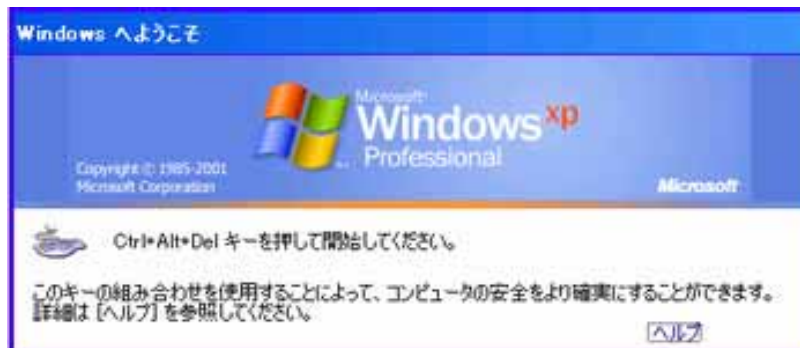 Windows へようこそ
Microsoft
Windows xp
Professional
Copyright © 1985-2001
Microsoft Corporation
Microsoft
Ctrl+Alt+Del キーを押して開始してください。
このキーの組み合わせを使用することによって、コンピュータの安全をより確実にすることができます。
詳細は [ヘルプ] を参照してください。
ヘルプ